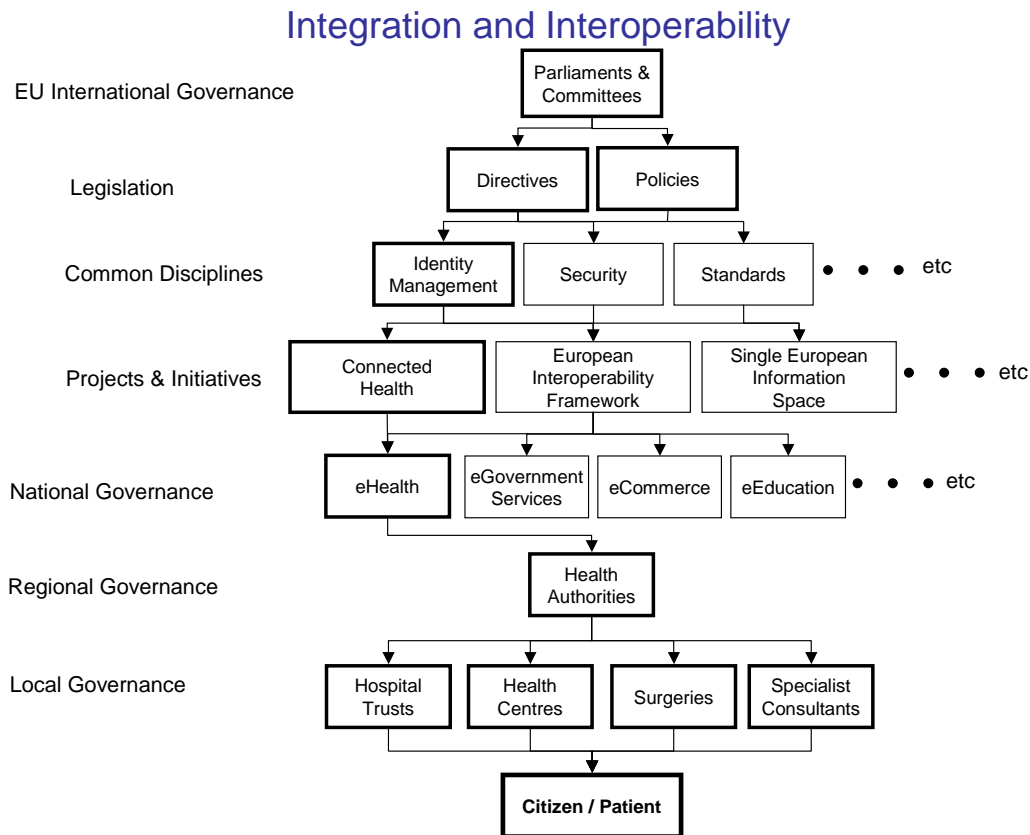 Integration and Interoperability
EU International Governance
Parliaments &
Committees
Legislation
Directives
Policies
Common Disciplines
Identity
Management
Security
Standards
• • • etc
Projects & Initiatives
Connected
Health
European
Interoperability
Framework
Single European
Information
Space
• • • etc
National Governance
eHealth
eGovernment
Services
eCommerce
eEducation
• • • etc
Regional Governance
Health
Authorities
Local Governance
Hospital
Trusts
Health
Centres
Surgeries
Specialist
Consultants
Citizen / Patient